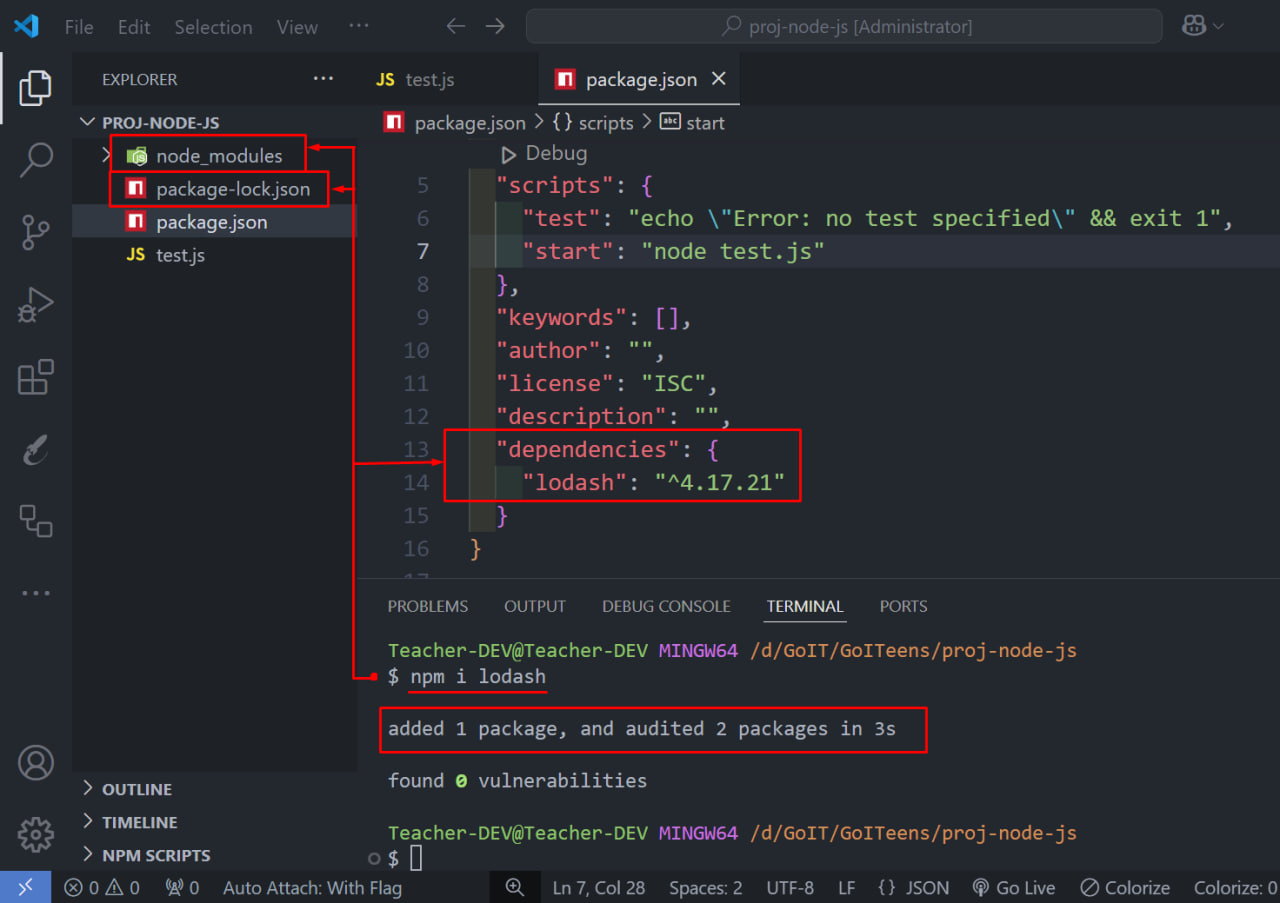 File Edit Selection View ··· proj-node-js [Administrator]
EXPLORER ···
JS test.js package.json
PROJ-NODE-JS
node_modules
package-lock.json
package.json
JS test.js
package.json > {} scripts > abc start
Debug
5 "scripts": {
6 "test": "echo \"Error: no test specified\" && exit 1",
7 "start": "node test.js"
8 },
9 "keywords": [],
10 "author": "",
11 "license": "ISC",
12 "description": "",
13 "dependencies": {
14 "lodash": "^4.17.21"
15 }
16 }
17
PROBLEMS OUTPUT DEBUG CONSOLE TERMINAL PORTS
Teacher-DEV@Teacher-DEV MINGW64 /d/GoIT/GoITeens/proj-node-js
$ npm i lodash
added 1 package, and audited 2 packages in 3s
found 0 vulnerabilities
Teacher-DEV@Teacher-DEV MINGW64 /d/GoIT/GoITeens/proj-node-js
$
OUTLINE
TIMELINE
NPM SCRIPTS
0 0 0 Auto Attach: With Flag Ln 7, Col 28 Spaces: 2 UTF-8 LF {} JSON Go Live Colorize Colorize: 0